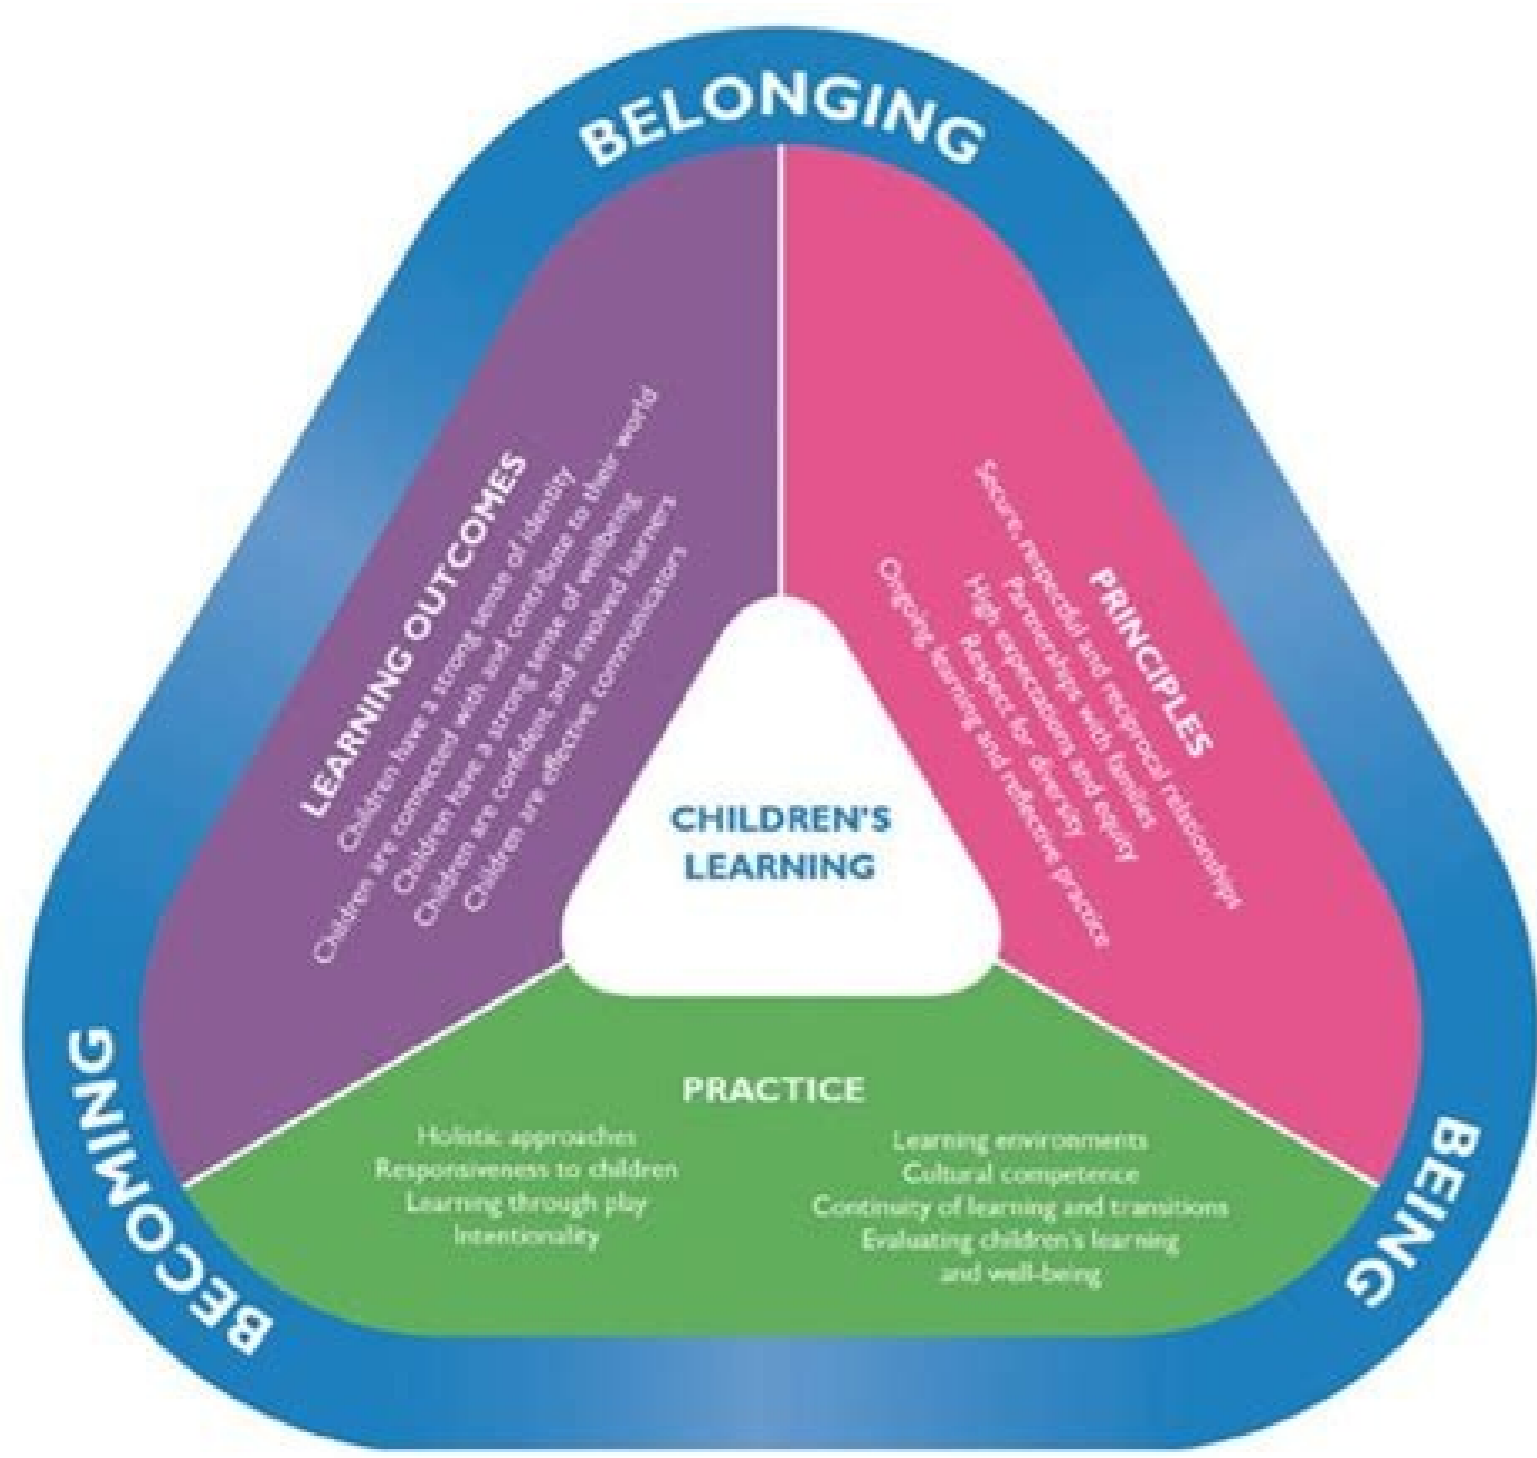 BELONGING
LEARNING OUTCOMES
Children have a strong sense of identity
Children are connected with and contribute to their world
Children have a strong sense of wellbeing
Children are confident and involved learners
Children are effective communicators
PRINCIPLES
Secure, respectful and reciprocal relationships
Partnerships with families
High expectations and equity
Respect for diversity
Ongoing learning and reflective practice
CHILDREN'S
LEARNING
PRACTICE
Holistic approaches
Responsiveness to children
Learning through play
Intentionality
Learning environments
Cultural competence
Continuity of learning and transitions
Evaluating children's learning
and well-being
BECOMING
BEING